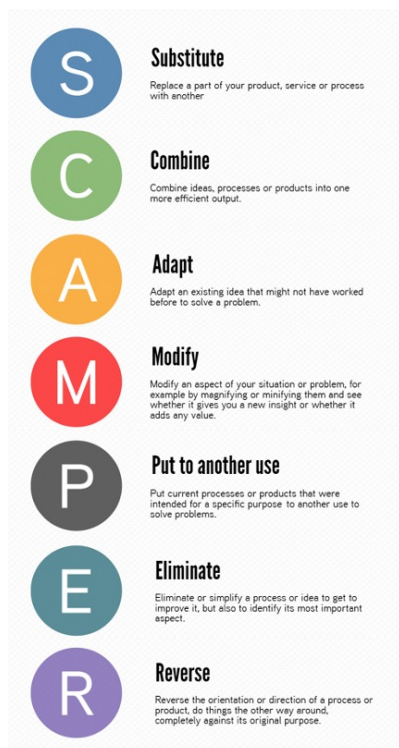 S
Substitute
Replace a part of your product, service or process
with another
C
Combine
Combine ideas, processes or products into one
more efficient output.
A
Adapt
Adapt an existing idea that might not have worked
before to solve a problem.
M
Modify
Modify an aspect of your situation or problem, for
example by magnifying or minifying them and see
whether it gives you a new insight or whether it
adds any value.
P
Put to another use
Put current processes or products that were
intended for a specific purpose to another use to
solve problems.
E
Eliminate
Eliminate or simplify a process or idea to get to
improve it, but also to identify its most important
aspect.
R
Reverse
Reverse the orientation or direction of a process or
product, do things the other way around,
completely against its original purpose.